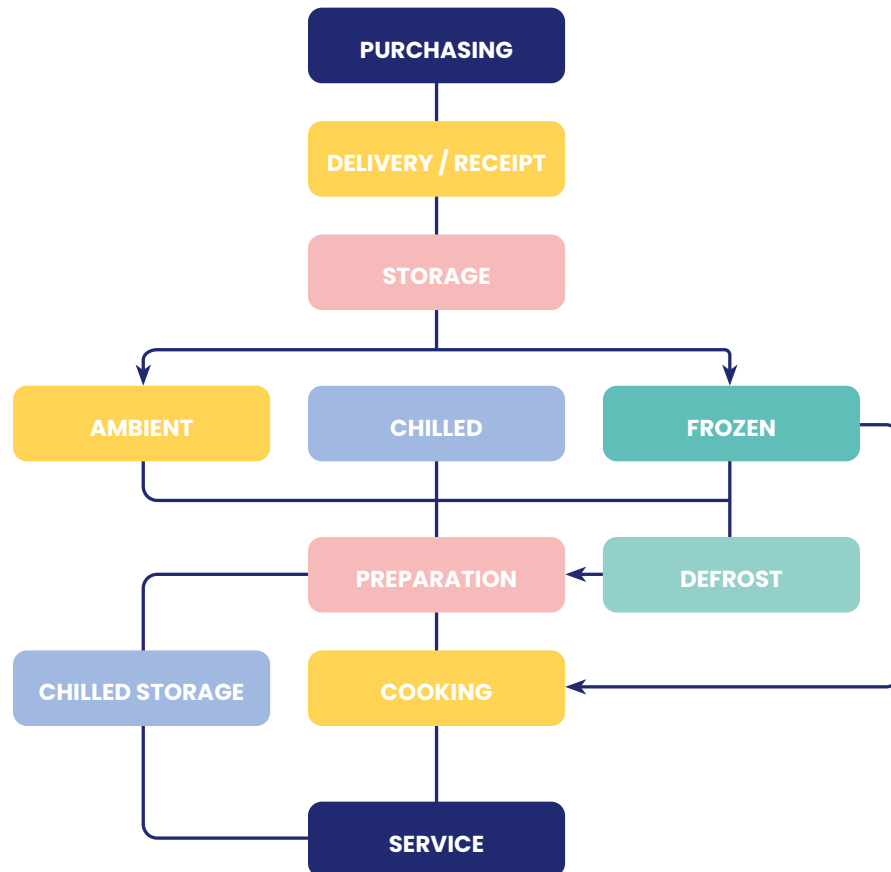 PURCHASING
DELIVERY / RECEIPT
STORAGE
AMBIENT
CHILLED
FROZEN
PREPARATION
DEFROST
CHILLED STORAGE
COOKING
SERVICE